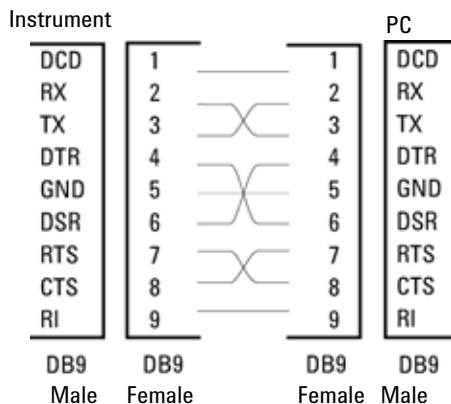 Instrument PC
DCD 1 1 DCD
RX 2 2 RX
TX 3 3 TX
DTR 4 4 DTR
GND 5 5 GND
DSR 6 6 DSR
RTS 7 7 RTS
CTS 8 8 CTS
RI 9 9 RI
DB9 DB9 DB9 DB9
Male Female Female Male